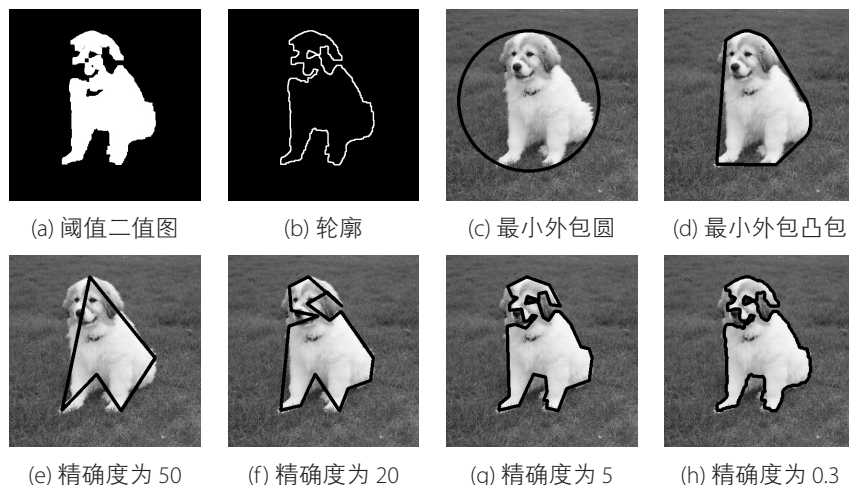 (a) 阈值二值图
(b) 轮廓
(c) 最小外包圆
(d) 最小外包凸包
(e) 精确度为 50
(f) 精确度为 20
(g) 精确度为 5
(h) 精确度为 0.3